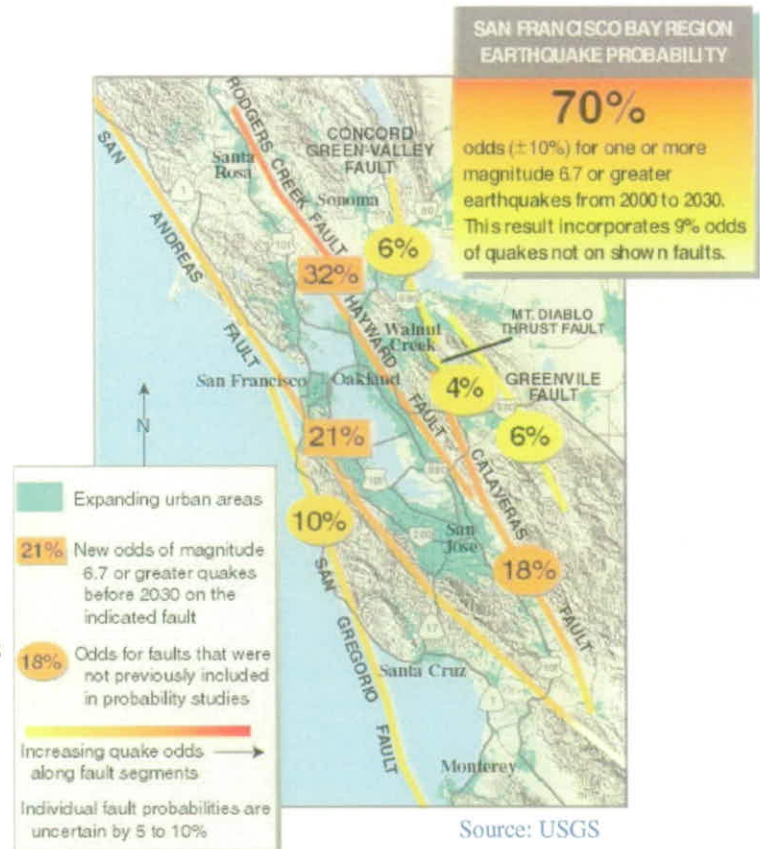 SAN FRANCISCO BAY REGION
EARTHQUAKE PROBABILITY
70%
odds (±10%) for one or more
magnitude 6.7 or greater
earthquakes from 2000 to 2030.
This result incorporates 9% odds
of quakes not on shown faults.
RODGERS CREEK FAULT
SAN ANDREAS FAULT
CONCORD
GREEN-VALLEY
FAULT
Santa
Rosa
Sonoma
6%
32%
HAYWARD FAULT
MT. DIABLO
THRUST FAULT
Walnut
Creek
San Francisco
Oakland
4%
GREENVILE
FAULT
N
21%
6%
CALAVERAS FAULT
10%
San
Jose
18%
SAN GREGORIO FAULT
Santa Cruz
Monterey
Expanding urban areas
21%
New odds of magnitude
6.7 or greater quakes
before 2030 on the
indicated fault
18%
Odds for faults that were
not previously included
in probability studies
Increasing quake odds
along fault segments
Individual fault probabilities are
uncertain by 5 to 10%
Source: USGS